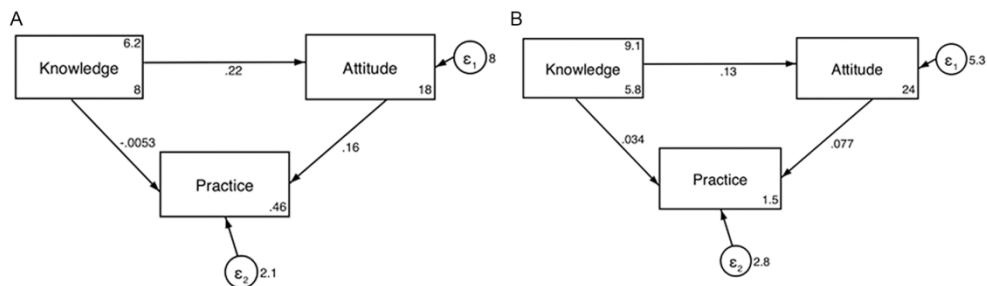 A
6.2
Knowledge
8
.22
Attitude
18
ε1
8
-.0053
.16
Practice
.46
ε2
2.1
B
9.1
Knowledge
5.8
.13
Attitude
24
ε1
5.3
.034
.077
Practice
1.5
ε2
2.8